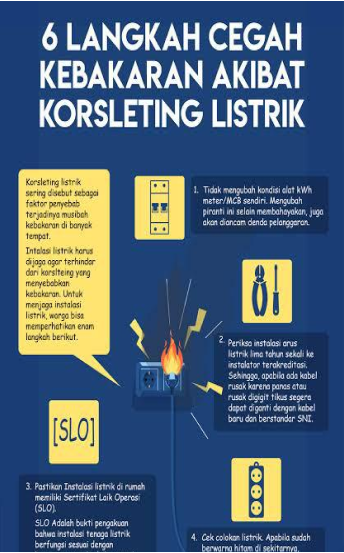 6 LANGKAH CEGAH
KEBAKARAN AKIBAT
KORSLETING LISTRIK
Korsleting listrik
sering disebut sebagai
faktor penyebab
terjadinya musibah
kebakaran di banyak
tempat.
Intalasi listrik harus
dijaga agar terhindar
dari korslteing yang
menyebabkan
kebakaran. Untuk
menjaga instalasi
listrik, warga bisa
memperhatikan enam
langkah berikut.
1. Tidak mengubah kondisi alat kWh
meter/MCB sendiri. Mengubah
piranti ini selain membahayakan, juga
akan diancam denda pelanggaran.
2. Periksa instalasi arus
listrik lima tahun sekali ke
instalator terakreditasi.
Sehingga, apabila ada kabel
rusak karena panas atau
rusak digigit tikus segera
dapat diganti dengan kabel
baru dan berstandar SNI.
[SLO]
3. Pastikan Instalasi listrik di rumah
memiliki Sertifikat Laik Operasi
(SLO).
SLO Adalah bukti pengakuan
bahwa instalasi tenaga listrik
berfungsi sesuai dengan
4. Cek colokan listrik. Apabila sudah
berwarna hitam di sekitarnya,